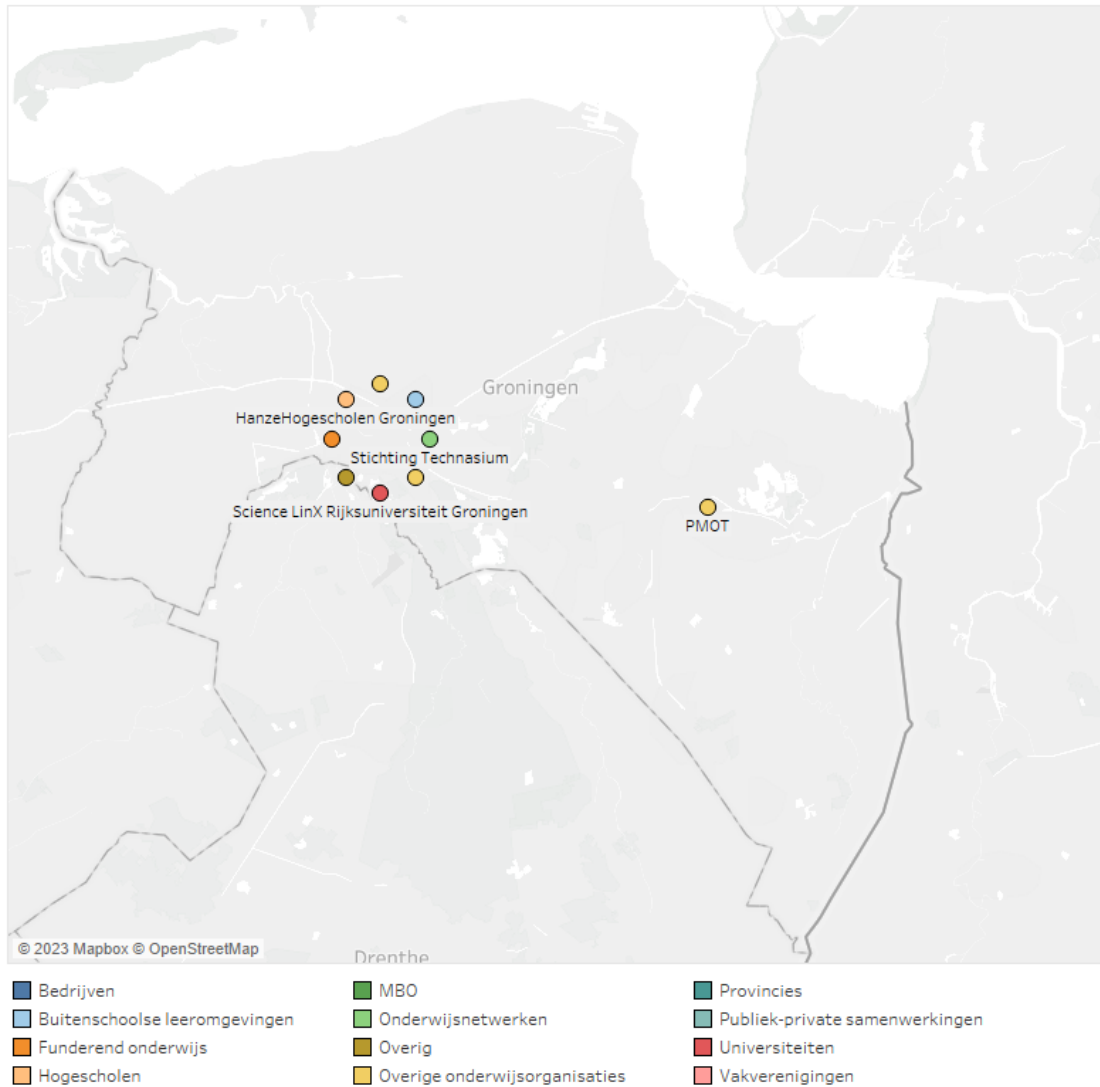 Groningen
HanzeHogescholen Groningen
Stichting Technasium
Science LinX Rijksuniversiteit Groningen
PMOT
© 2023 Mapbox © OpenStreetMap
Drenthe
Bedrijven
Buitenschoolse leeromgevingen
Funderend onderwijs
Hogescholen
MBO
Onderwijsnetwerken
Overig
Overige onderwijsorganisaties
Provincies
Publiek-private samenwerkingen
Universiteiten
Vakverenigingen